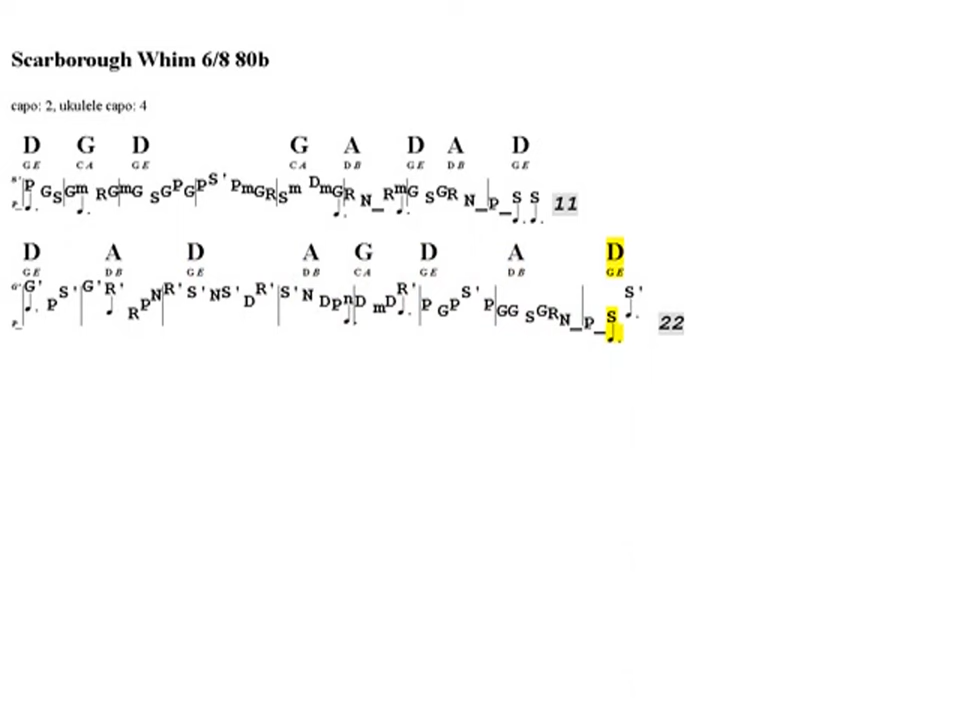 Scarborough Whim 6/8 80b
capo: 2, ukulele capo: 4
D G D G A D A D
G E C A G E C A D B G E D B G E
P G S G m R G m G S G P G P S ' P m G R S m D m G R N _ R m G S G R N _ P _ S S 11
D A D A G D A D
G E D B G E D B C A G E D B G E
G ' P S ' G ' R ' R P N R ' S ' N S ' D R ' S ' N D P n D m D R ' P G P S ' P G G S G R N _ P _ S S ' 22